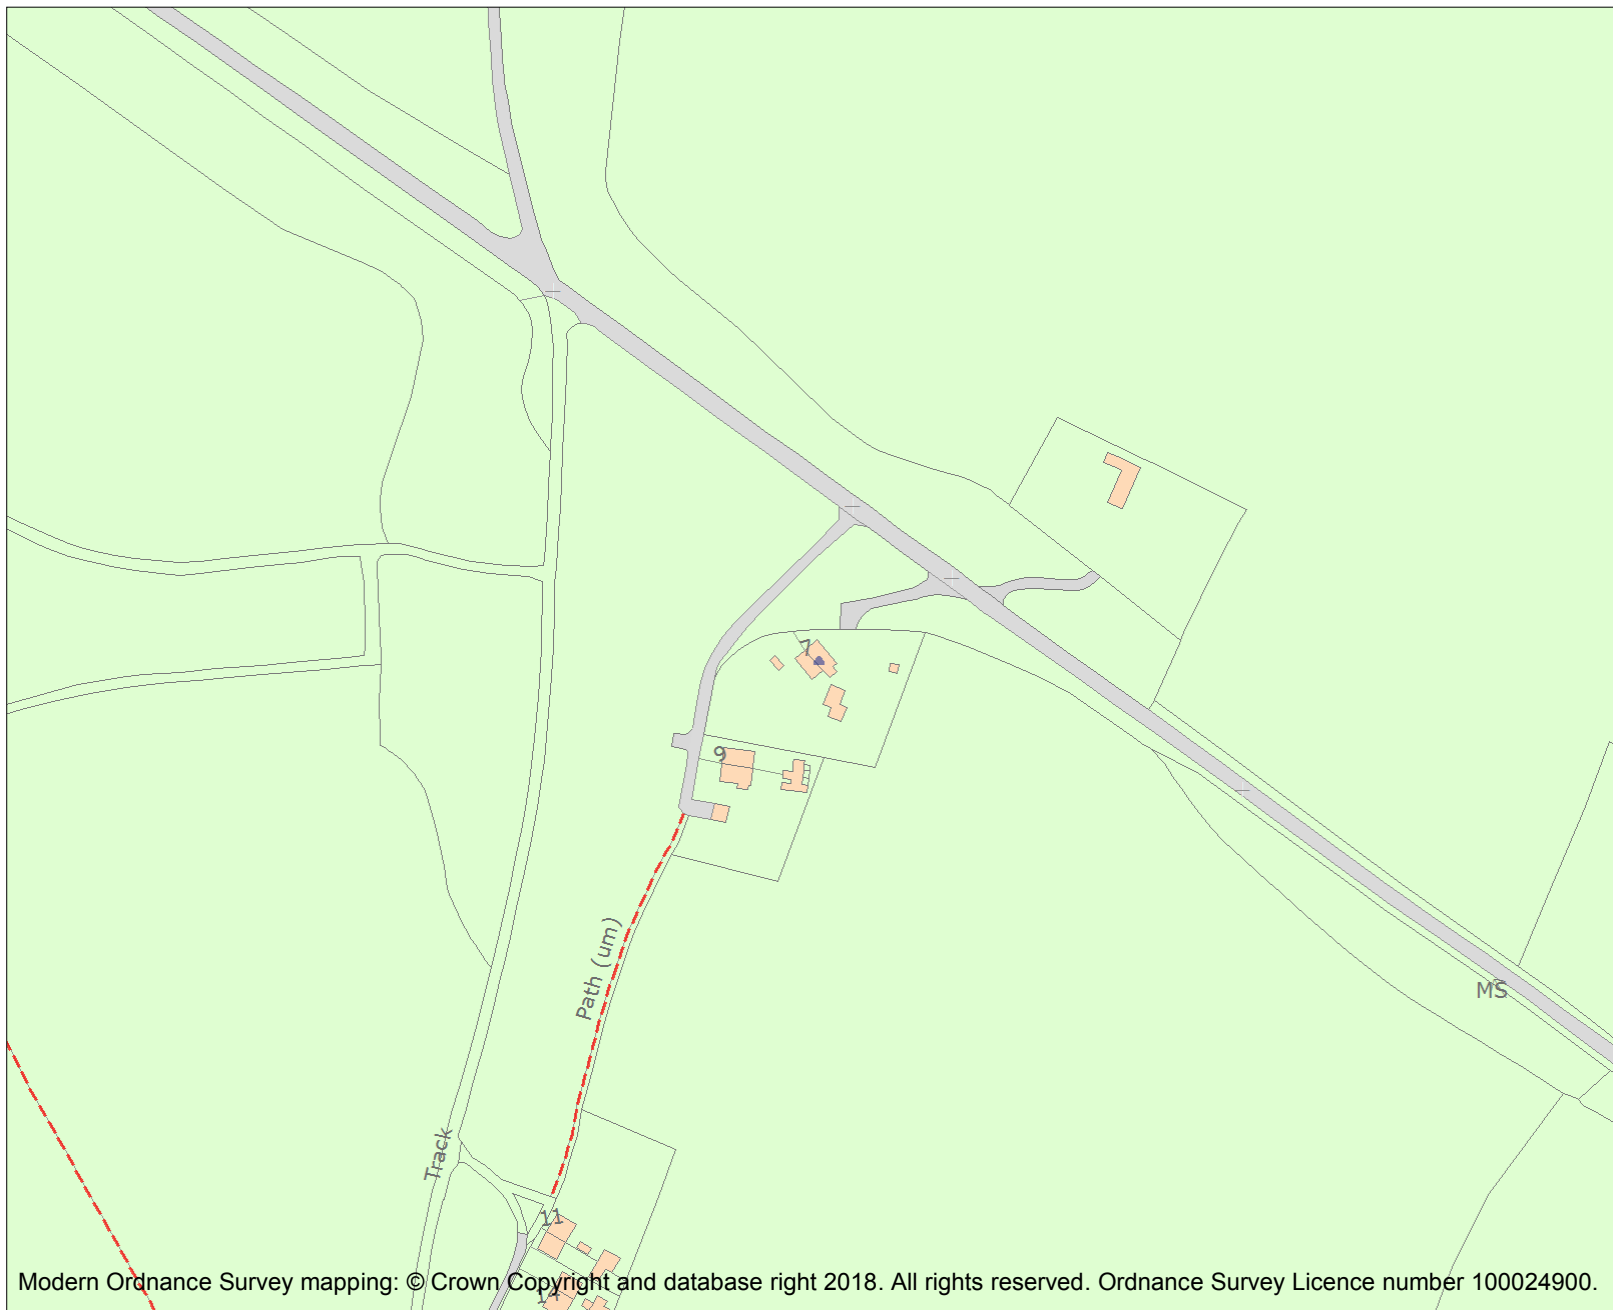 7
9
Path (um)
MS
Track
11
14
Modern Ordnance Survey mapping: © Crown Copyright and database right 2018. All rights reserved. Ordnance Survey Licence number 100024900.